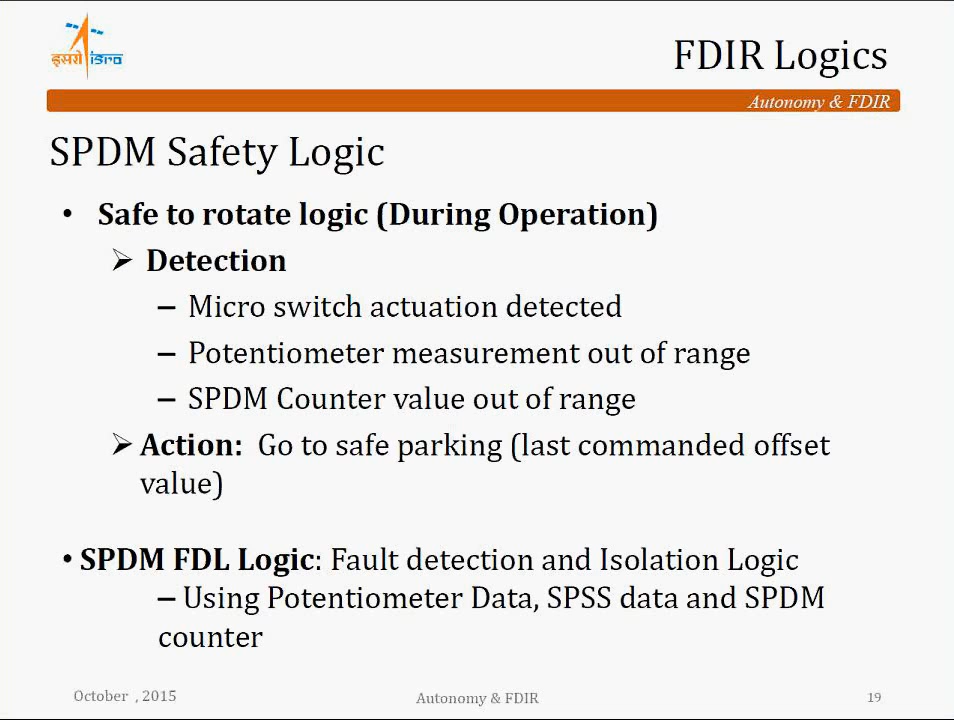 इसरो isro
FDIR Logics
Autonomy & FDIR
SPDM Safety Logic
• Safe to rotate logic (During Operation)
➢ Detection
– Micro switch actuation detected
– Potentiometer measurement out of range
– SPDM Counter value out of range
➢ Action: Go to safe parking (last commanded offset
value)
• SPDM FDL Logic: Fault detection and Isolation Logic
– Using Potentiometer Data, SPSS data and SPDM
counter
October , 2015 Autonomy & FDIR 19